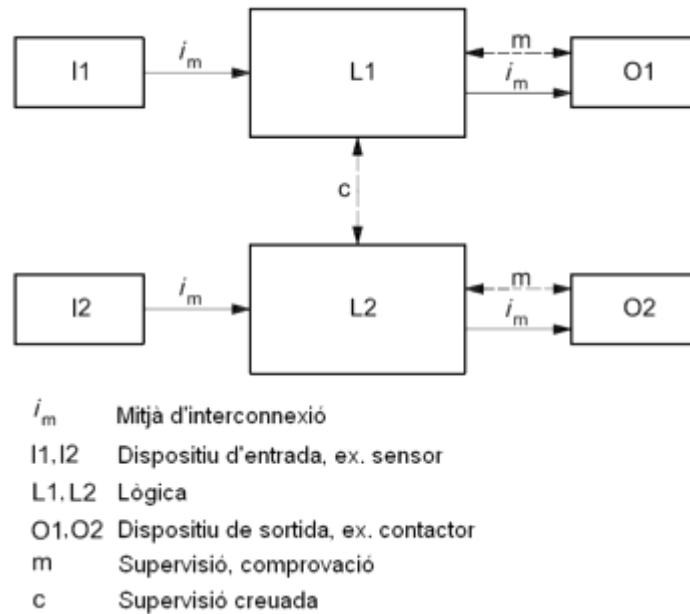 I1
i_m
L1
m
i_m
O1
c
I2
i_m
L2
m
i_m
O2
i_m Mitjà d'interconnexió
I1,I2 Dispositiu d'entrada, ex. sensor
L1.L2 Lògica
O1.O2 Dispositiu de sortida, ex. contactor
m Supervisió, comprovació
c Supervisió creuada